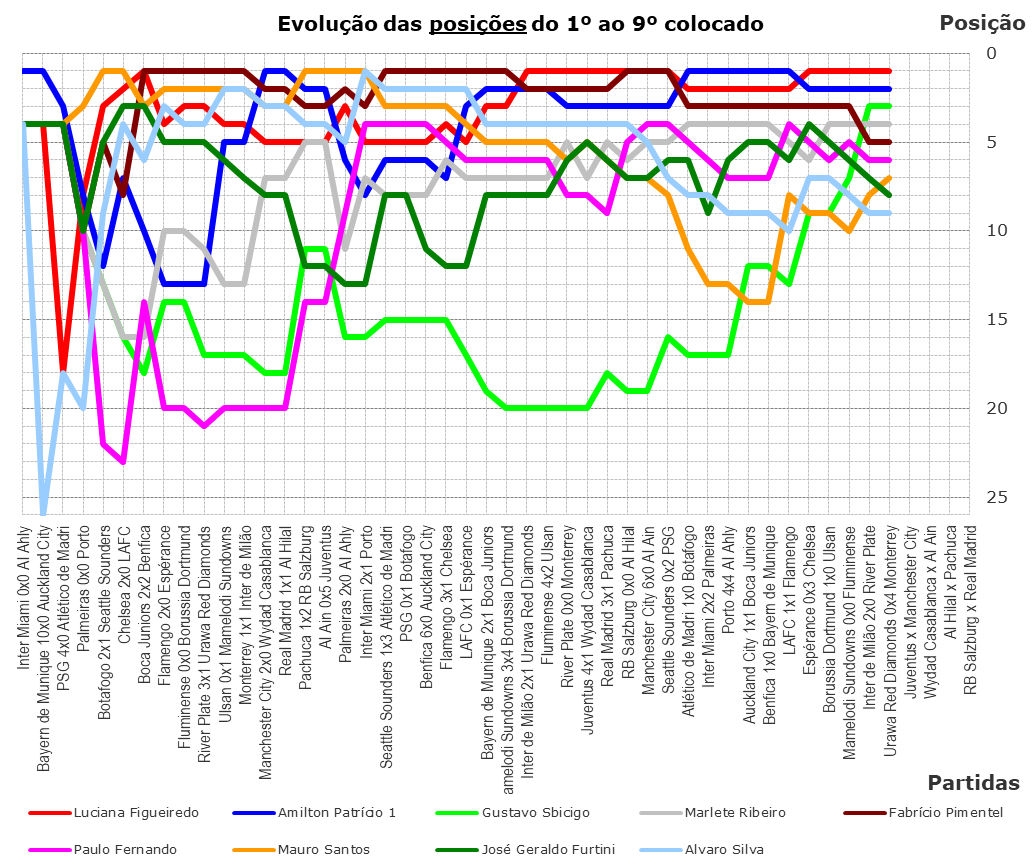 Evolução das posições do 1º ao 9º colocado
Posição
0
5
10
15
20
25
Inter Miami 0x0 Al Ahly
Bayern de Munique 10x0 Auckland City
PSG 4x0 Atlético de Madri
Palmeiras 0x0 Porto
Botafogo 2x1 Seattle Sounders
Chelsea 2x0 LAFC
Boca Juniors 2x2 Benfica
Flamengo 2x0 Espérance
Fluminense 0x0 Borussia Dortmund
River Plate 3x1 Urawa Red Diamonds
Ulsan 0x1 Mamelodi Sundowns
Monterrey 1x1 Inter de Milão
Manchester City 2x0 Wydad Casablanca
Real Madrid 1x1 Al Hilal
Pachuca 1x2 RB Salzburg
Al Ain 0x5 Juventus
Palmeiras 2x0 Al Ahly
Inter Miami 2x1 Porto
Seattle Sounders 1x3 Atlético de Madri
PSG 0x1 Botafogo
Benfica 6x0 Auckland City
Flamengo 3x1 Chelsea
LAFC 0x1 Espérance
Bayern de Munique 2x1 Boca Juniors
amelodi Sundowns 3x4 Borussia Dortmund
Inter de Milão 2x1 Urawa Red Diamonds
Fluminense 4x2 Ulsan
River Plate 0x0 Monterrey
Juventus 4x1 Wydad Casablanca
Real Madrid 3x1 Pachuca
RB Salzburg 0x0 Al Hilal
Manchester City 6x0 Al Ain
Seattle Sounders 0x2 PSG
Atlético de Madri 1x0 Botafogo
Inter Miami 2x2 Palmeiras
Porto 4x4 Al Ahly
Auckland City 1x1 Boca Juniors
Benfica 1x0 Bayern de Munique
LAFC 1x1 Flamengo
Espérance 0x3 Chelsea
Borussia Dortmund 1x0 Ulsan
Mamelodi Sundowns 0x0 Fluminense
Inter de Milão 2x0 River Plate
Urawa Red Diamonds 0x4 Monterrey
Juventus x Manchester City
Wydad Casablanca x Al Ain
Al Hilal x Pachuca
RB Salzburg x Real Madrid
Partidas
Luciana Figueiredo
Amilton Patrício 1
Gustavo Sbicigo
Marlete Ribeiro
Fabrício Pimentel
Paulo Fernando
Mauro Santos
José Geraldo Furtini
Alvaro Silva